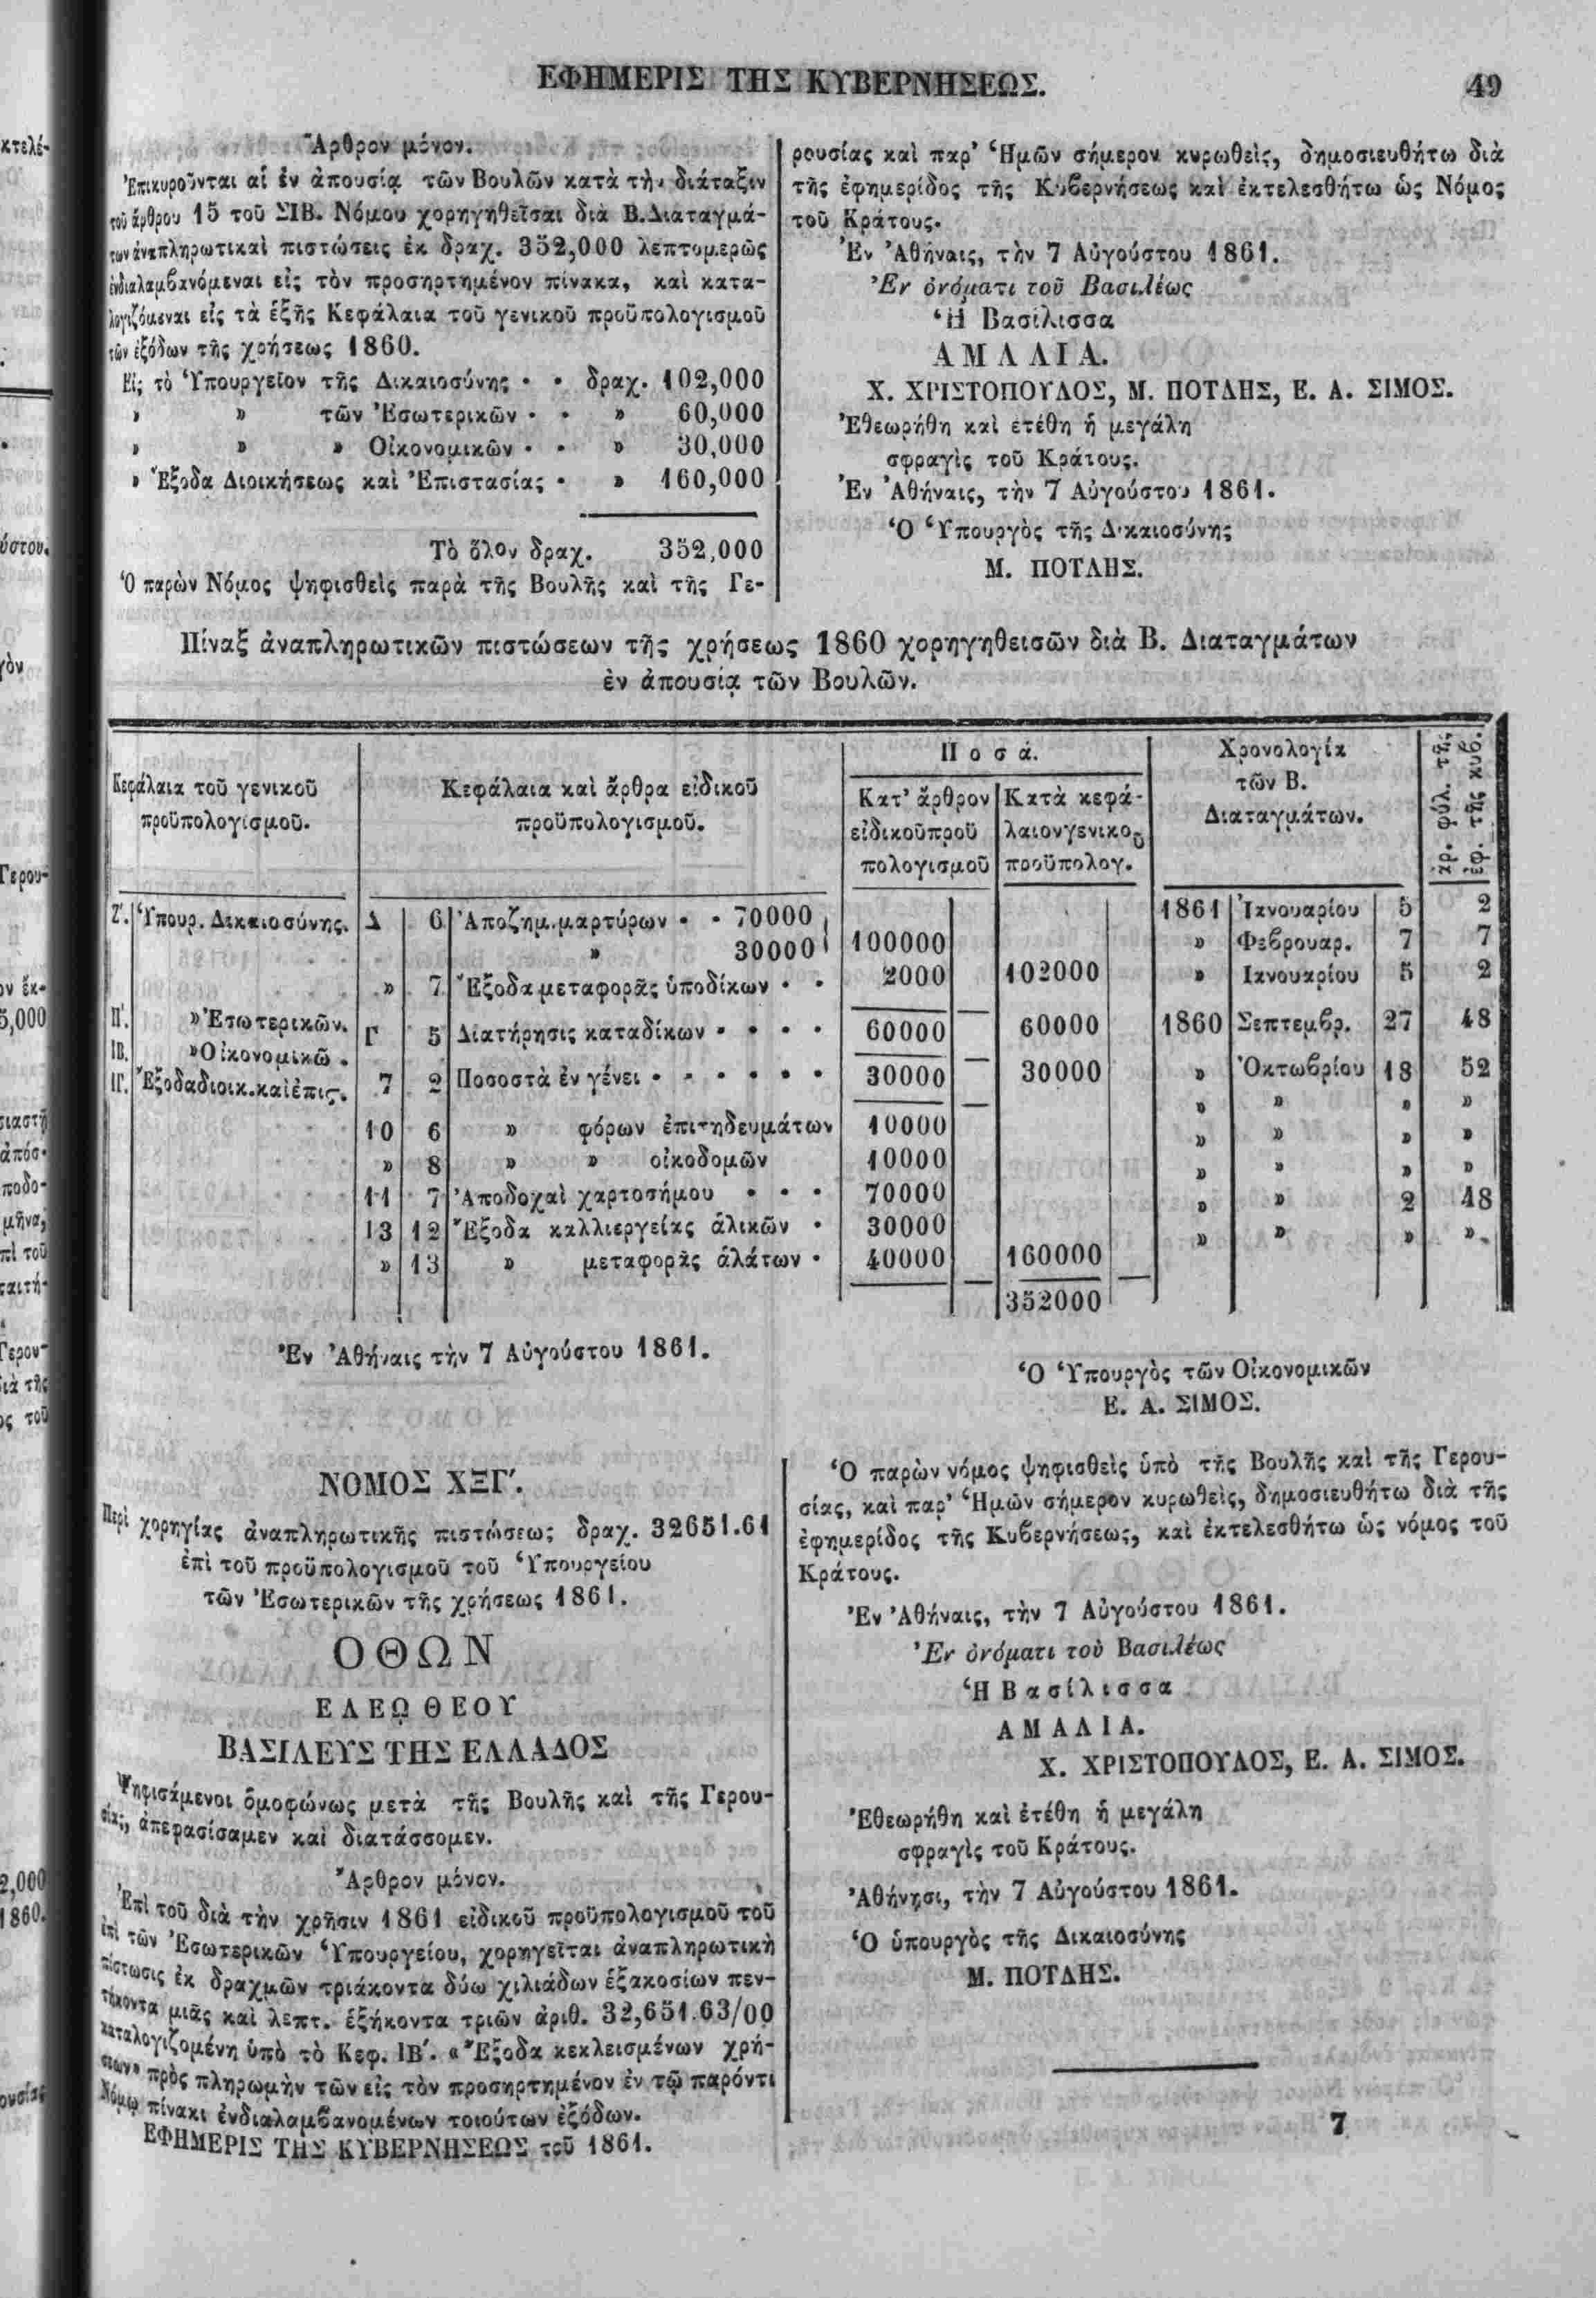 ΕΦΗΜΕΡΙΣ ΤΗΣ ΚΥΒΕΡΝΗΣΕΩΣ.
49
Ἄρθρον μόνον.
Ἐπικυροῦνται αἱ ἐν ἀπουσίᾳ τῶν Βουλῶν κατὰ τὴν διάταξιν
τοῦ ἄρθρου 15 τοῦ ΣΙΒ. Νόμου χορηγηθεῖσαι διὰ Β. Διαταγμά-
των ἀναπληρωτικαὶ πιστώσεις ἐκ δραχ. 352,000 λεπτομερῶς
ἐνδιαλαμβανόμεναι εἰς τὸν προσηρτημένον πίνακα, καὶ κατα-
λογιζόμεναι εἰς τὰ ἑξῆς Κεφάλαια τοῦ γενικοῦ προϋπολογισμοῦ
τῶν ἐξόδων τῆς χρήσεως 1860.
Εἰς τὸ Ὑπουργεῖον τῆς Δικαιοσύνης • • δραχ. 102,000
» » τῶν Ἐσωτερικῶν • • » 60,000
» » » Οἰκονομικῶν • • » 30,000
» Ἔξοδα Διοικήσεως καὶ Ἐπιστασίας • » 160,000
Τὸ ὅλον δραχ. 352,000
Ὁ παρὼν Νόμος ψηφισθεὶς παρὰ τῆς Βουλῆς καὶ τῆς Γε-
ρουσίας καὶ παρ' Ἡμῶν σήμερον κυρωθεὶς, δημοσιευθήτω διὰ
τῆς ἐφημερίδος τῆς Κυβερνήσεως καὶ ἐκτελεσθήτω ὡς Νόμος
τοῦ Κράτους.
Ἐν Ἀθήναις, τὴν 7 Αὐγούστου 1861.
Ἐν ὀνόματι τοῦ Βασιλέως
Ἡ Βασίλισσα
ΑΜΑΛΙΑ.
Χ. ΧΡΙΣΤΟΠΟΥΛΟΣ, Μ. ΠΟΤΛΗΣ, Ε. Α. ΣΙΜΟΣ.
Ἐθεωρήθη καὶ ἐτέθη ἡ μεγάλη
σφραγὶς τοῦ Κράτους.
Ἐν Ἀθήναις, τὴν 7 Αὐγούστου 1861.
Ὁ Ὑπουργὸς τῆς Δικαιοσύνης
Μ. ΠΟΤΛΗΣ.
Πίναξ ἀναπληρωτικῶν πιστώσεων τῆς χρήσεως 1860 χορηγηθεισῶν διὰ Β. Διαταγμάτων
ἐν ἀπουσίᾳ τῶν Βουλῶν.
Κεφάλαια τοῦ γενικοῦ
προϋπολογισμοῦ.
Κεφάλαια καὶ ἄρθρα εἰδικοῦ
προϋπολογισμοῦ.
Ποσά.
Κατ' ἄρθρον
εἰδικοῦ προϋ
πολογισμοῦ
Κατὰ κεφά-
λαιον γενικοῦ
προϋπολογ.
Χρονολογία
τῶν Β.
Διαταγμάτων.
ἀρ. φύλ. τῆς
ἐφ. τῆς κυβ.
Ζ'. Ὑπουρ. Δικαιοσύνης. Δ 6 Ἀποζημ. μαρτύρων • • 70000 1861 Ἰανουαρίου 5 2
» 30000 100000 » Φεβρουαρ. 7 7
» 7 Ἔξοδα μεταφορᾶς ὑποδίκων • • 2000 102000 » Ιανουαρίου 5 2
Π'. » Ἐσωτερικῶν. Γ 5 Διατήρησις καταδίκων • • • • 60000 60000 1860 Σεπτεμβρ. 27 48
ΙΒ. » Οἰκονομικῶ.
ΙΓ. Ἔξοδα διοικ. καὶ ἐπις. 7 2 Ποσοστὰ ἐν γένει • • • • • • 30000 30000 » Ὀκτωβρίου 18 52
10 6 » φόρων ἐπιτηδευμάτων 10000 » » » »
» 8 » » οἰκοδομῶν 10000 » » » »
11 7 Ἀποδοχαὶ χαρτοσήμου • • • 70000 » » » »
13 12 Ἔξοδα καλλιεργείας ἁλικῶν • 30000 » » 2 48
» 13 » μεταφορᾶς ἁλάτων • 40000 160000 » » » »
352000
Ἐν Ἀθήναις τὴν 7 Αὐγούστου 1861.
Ὁ Ὑπουργὸς τῶν Οἰκονομικῶν
Ε. Α. ΣΙΜΟΣ.
ΝΟΜΟΣ ΧΞΓ'.
Περὶ χορηγίας ἀναπληρωτικῆς πιστώσεως δραχ. 32651.61
ἐπὶ τοῦ προϋπολογισμοῦ τοῦ Ὑπουργείου
τῶν Ἐσωτερικῶν τῆς χρήσεως 1861.
ΟΘΩΝ
ΕΛΕῼ ΘΕΟΥ
ΒΑΣΙΛΕΥΣ ΤΗΣ ΕΛΛΑΔΟΣ
Ψηφισάμενοι ὁμοφώνως μετὰ τῆς Βουλῆς καὶ τῆς Γερου-
σίας, ἀπεφασίσαμεν καὶ διατάσσομεν.
Ἄρθρον μόνον.
Ἐπὶ τοῦ διὰ τὴν χρῆσιν 1861 εἰδικοῦ προϋπολογισμοῦ τοῦ
ἐπὶ τῶν Ἐσωτερικῶν Ὑπουργείου, χορηγεῖται ἀναπληρωτικὴ
πίστωσις ἐκ δραχμῶν τριάκοντα δύω χιλιάδων ἑξακοσίων πεν-
τήκοντα μιᾶς καὶ λεπτ. ἑξήκοντα τριῶν ἀριθ. 32,651.63/00
καταλογιζομένη ὑπὸ τὸ Κεφ. ΙΒ'. «Ἔξοδα κεκλεισμένων χρή-
σεων» πρὸς πληρωμὴν τῶν εἰς τὸν προσηρτημένον ἐν τῷ παρόντι
Νόμῳ πίνακι ἐνδιαλαμβανομένων τοιούτων ἐξόδων.
ΕΦΗΜΕΡΙΣ ΤΗΣ ΚΥΒΕΡΝΗΣΕΩΣ τοῦ 1861.
Ὁ παρὼν νόμος ψηφισθεὶς ὑπὸ τῆς Βουλῆς καὶ τῆς Γερου-
σίας, καὶ παρ' Ἡμῶν σήμερον κυρωθεὶς, δημοσιευθήτω διὰ τῆς
ἐφημερίδος τῆς Κυβερνήσεως, καὶ ἐκτελεσθήτω ὡς νόμος τοῦ
Κράτους.
Ἐν Ἀθήναις, τὴν 7 Αὐγούστου 1861.
Ἐν ὀνόματι τοῦ Βασιλέως
Ἡ Βασίλισσα
ΑΜΑΛΙΑ.
Χ. ΧΡΙΣΤΟΠΟΥΛΟΣ, Ε. Α. ΣΙΜΟΣ.
Ἐθεωρήθη καὶ ἐτέθη ἡ μεγάλη
σφραγὶς τοῦ Κράτους.
Ἀθήνῃσι, τὴν 7 Αὐγούστου 1861.
Ὁ ὑπουργὸς τῆς Δικαιοσύνης
Μ. ΠΟΤΛΗΣ.
7